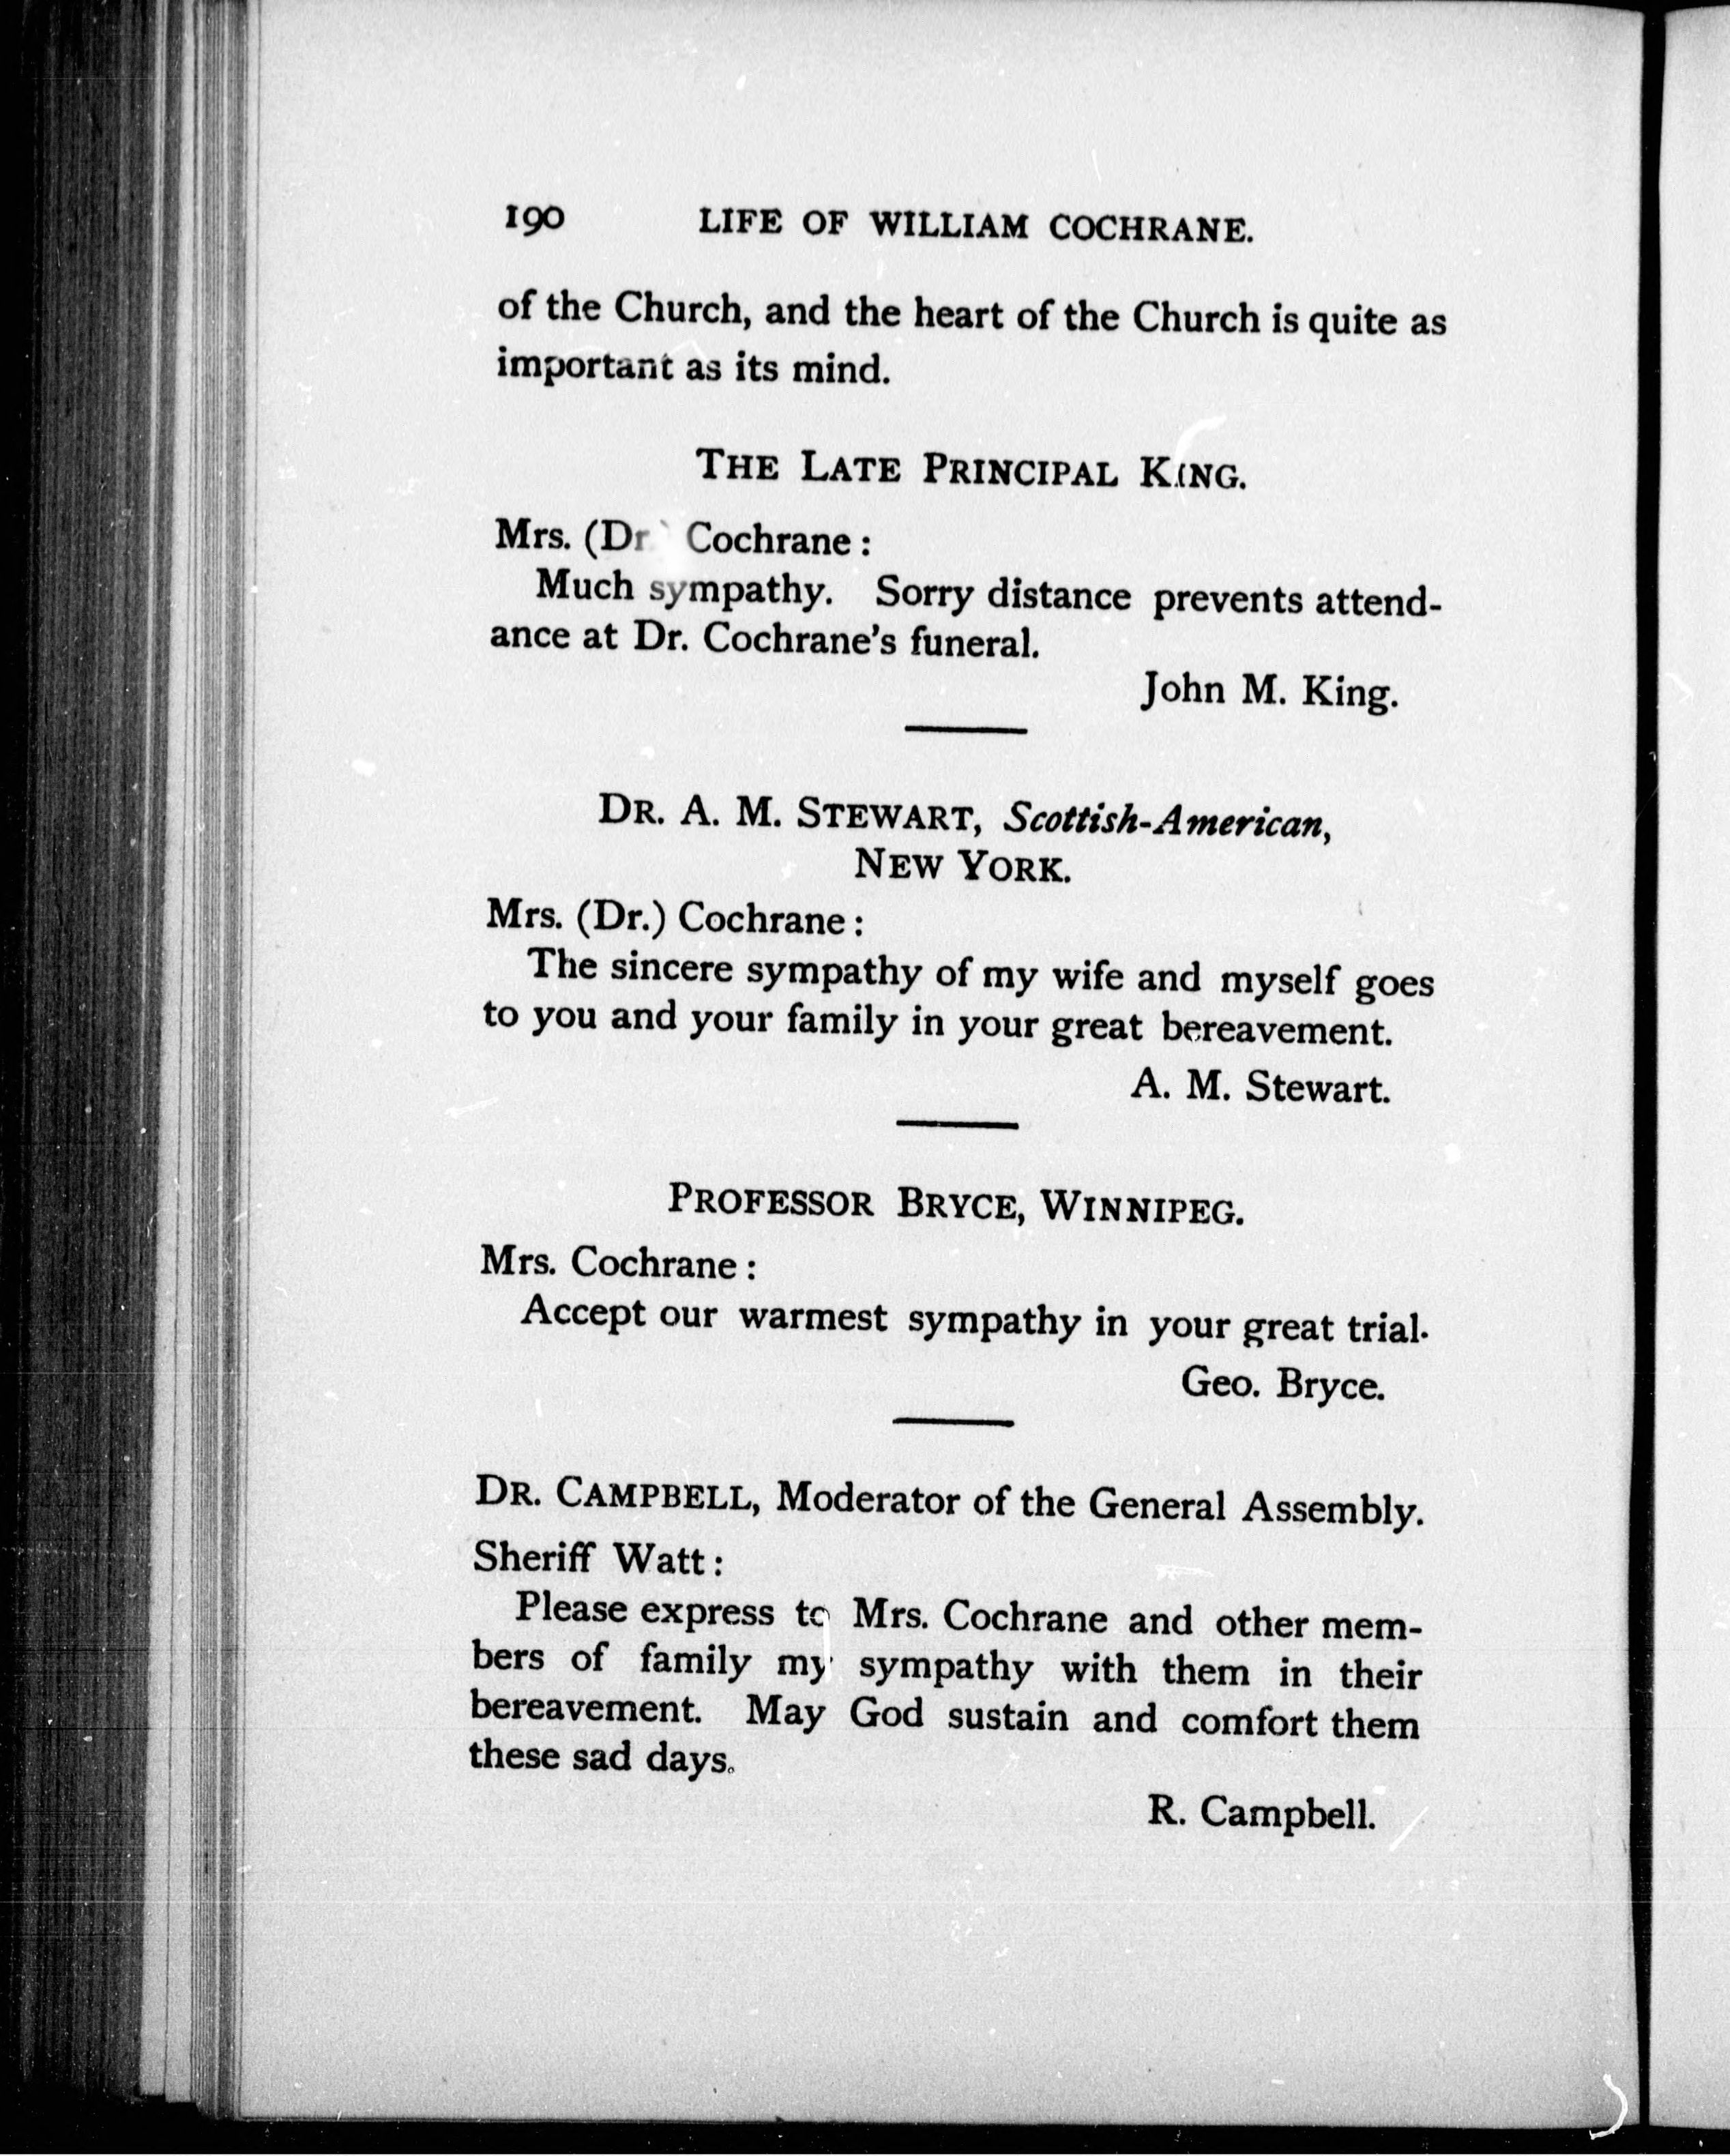 190 LIFE OF WILLIAM COCHRANE.
of the Church, and the heart of the Church is quite as
important as its mind.
THE LATE PRINCIPAL KING.
Mrs. (Dr.) Cochrane :
Much sympathy. Sorry distance prevents attend-
ance at Dr. Cochrane's funeral.
John M. King.
DR. A. M. STEWART, Scottish-American,
NEW YORK.
Mrs. (Dr.) Cochrane :
The sincere sympathy of my wife and myself goes
to you and your family in your great bereavement.
A. M. Stewart.
PROFESSOR BRYCE, WINNIPEG.
Mrs. Cochrane :
Accept our warmest sympathy in your great trial.
Geo. Bryce.
DR. CAMPBELL, Moderator of the General Assembly.
Sheriff Watt :
Please express to Mrs. Cochrane and other mem-
bers of family my sympathy with them in their
bereavement. May God sustain and comfort them
these sad days.
R. Campbell.